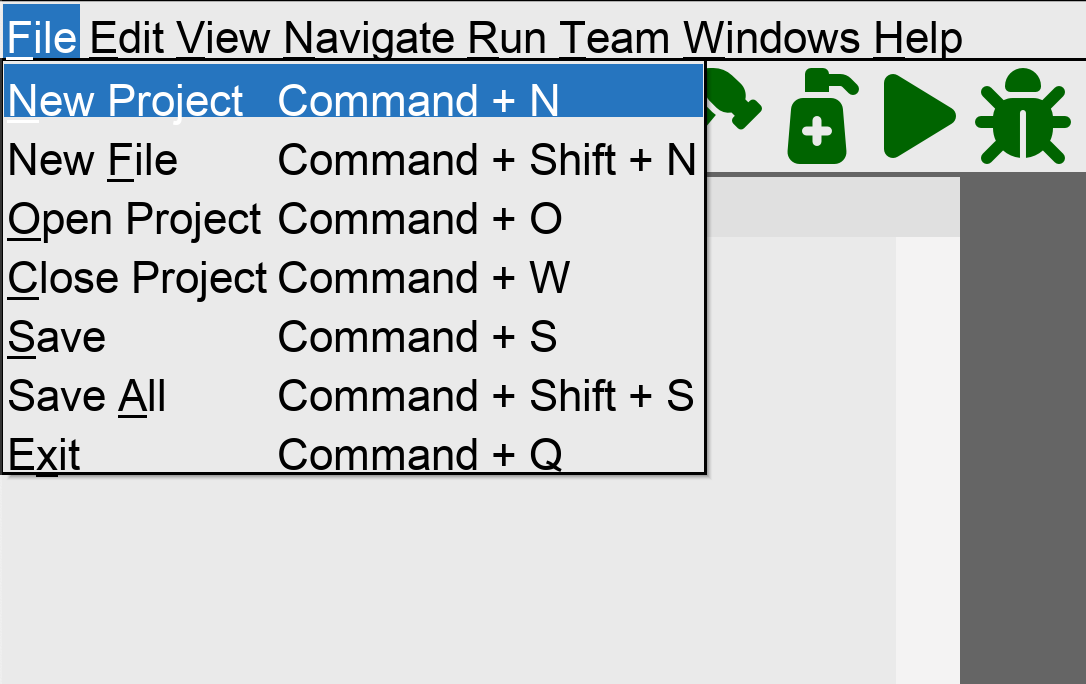 File Edit View Navigate Run Team Windows Help
New Project Command + N
New File Command + Shift + N
Open Project Command + O
Close Project Command + W
Save Command + S
Save All Command + Shift + S
Exit Command + Q